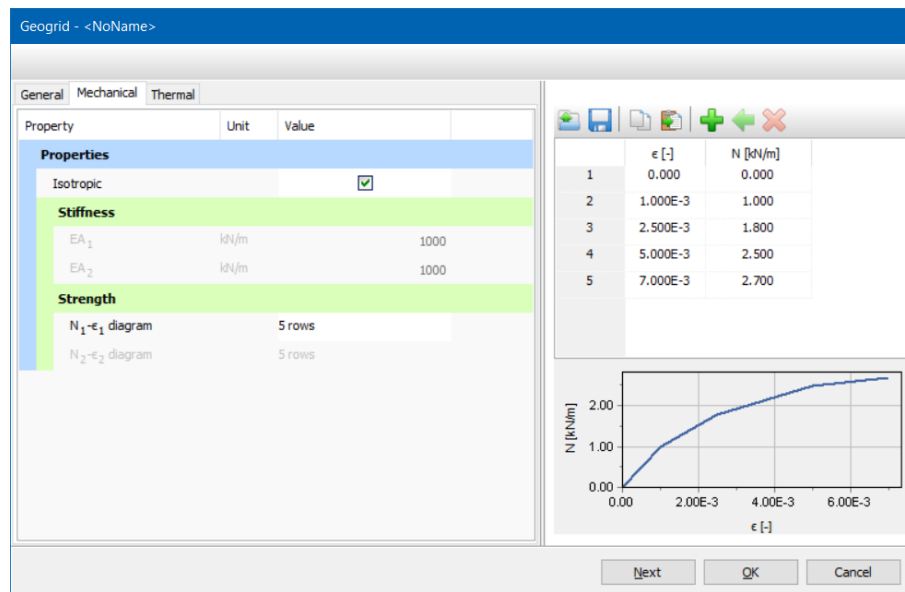 Geogrid - <NoName>
General Mechanical Thermal
Property Unit Value
Properties
Isotropic
Stiffness
EA1 kN/m 1000
EA2 kN/m 1000
Strength
N1-ε1 diagram 5 rows
N2-ε2 diagram 5 rows
ε [-] N [kN/m]
1 0.000 0.000
2 1.000E-3 1.000
3 2.500E-3 1.800
4 5.000E-3 2.500
5 7.000E-3 2.700
N [kN/m]
2.00
1.00
0.00
0.00 2.00E-3 4.00E-3 6.00E-3
ε [-]
Next OK Cancel